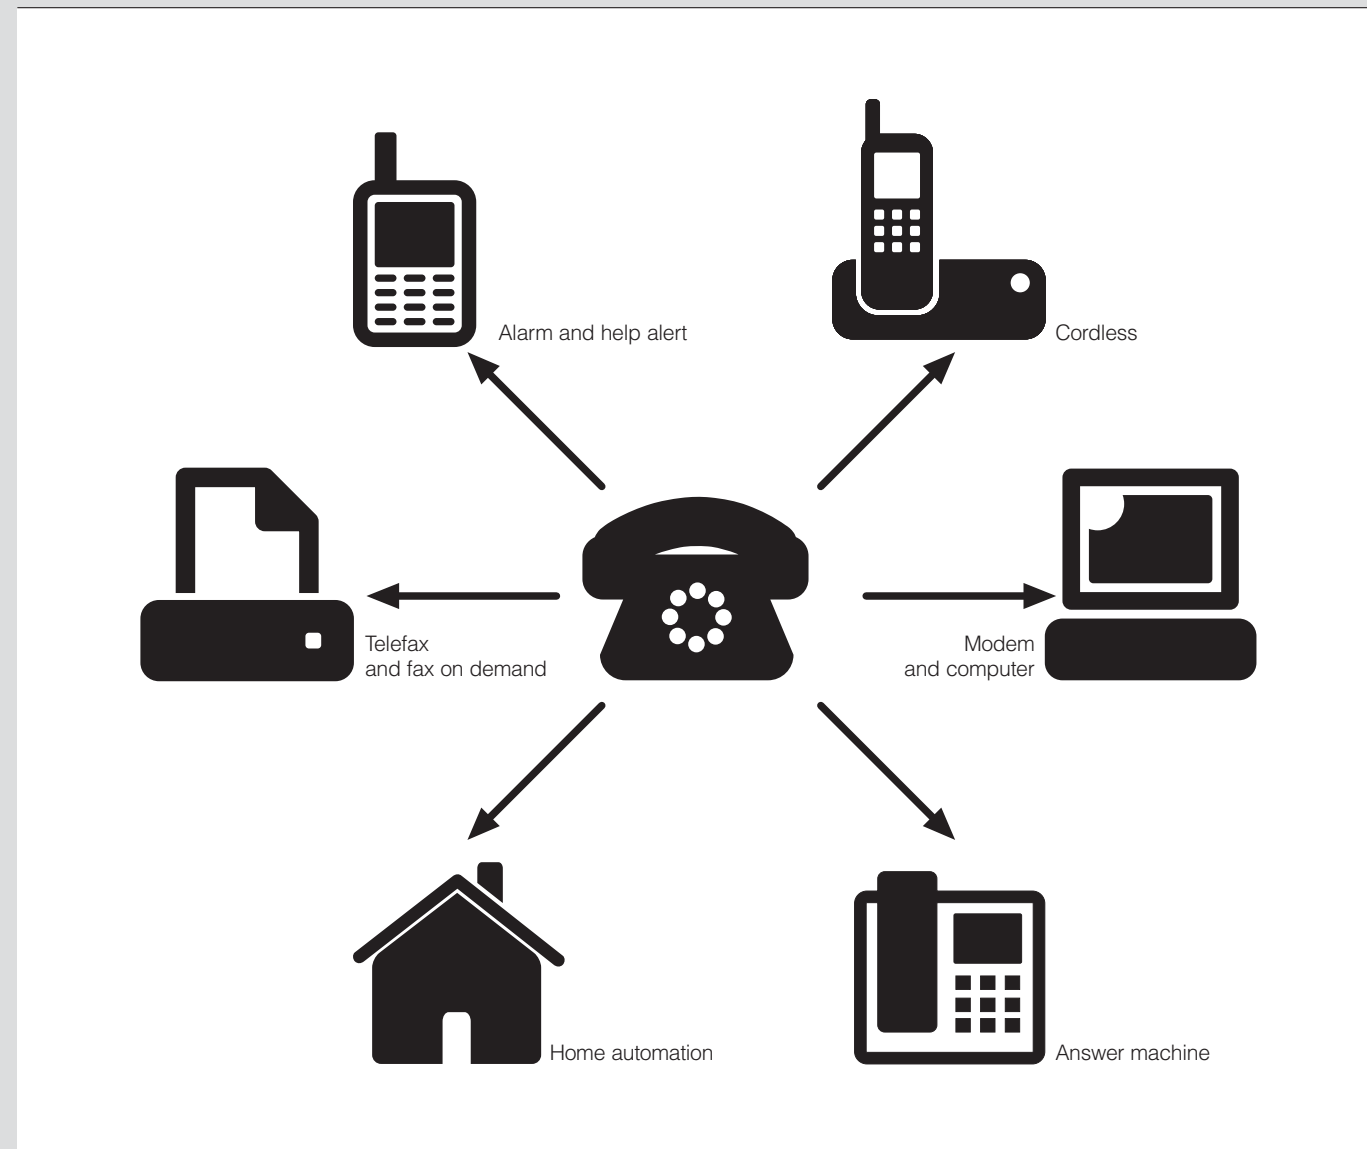 Alarm and help alert
Cordless
Telefax
and fax on demand
Modem
and computer
Home automation
Answer machine